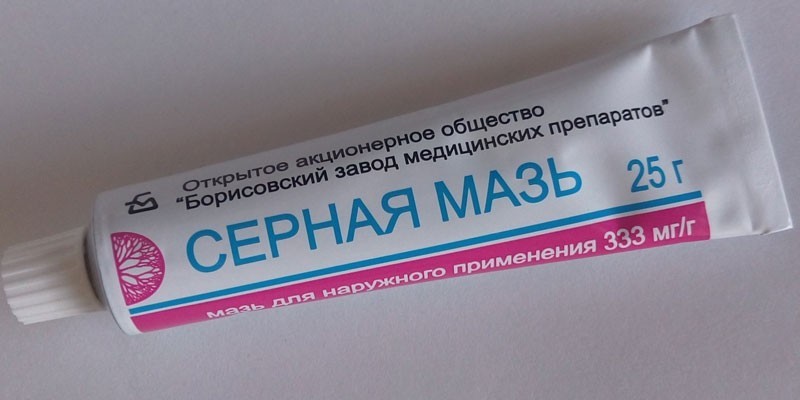 Открытое акционерное общество
"Борисовский завод медицинских препаратов"
СЕРНАЯ МАЗЬ 25 г
мазь для наружного применения 333 мг/г